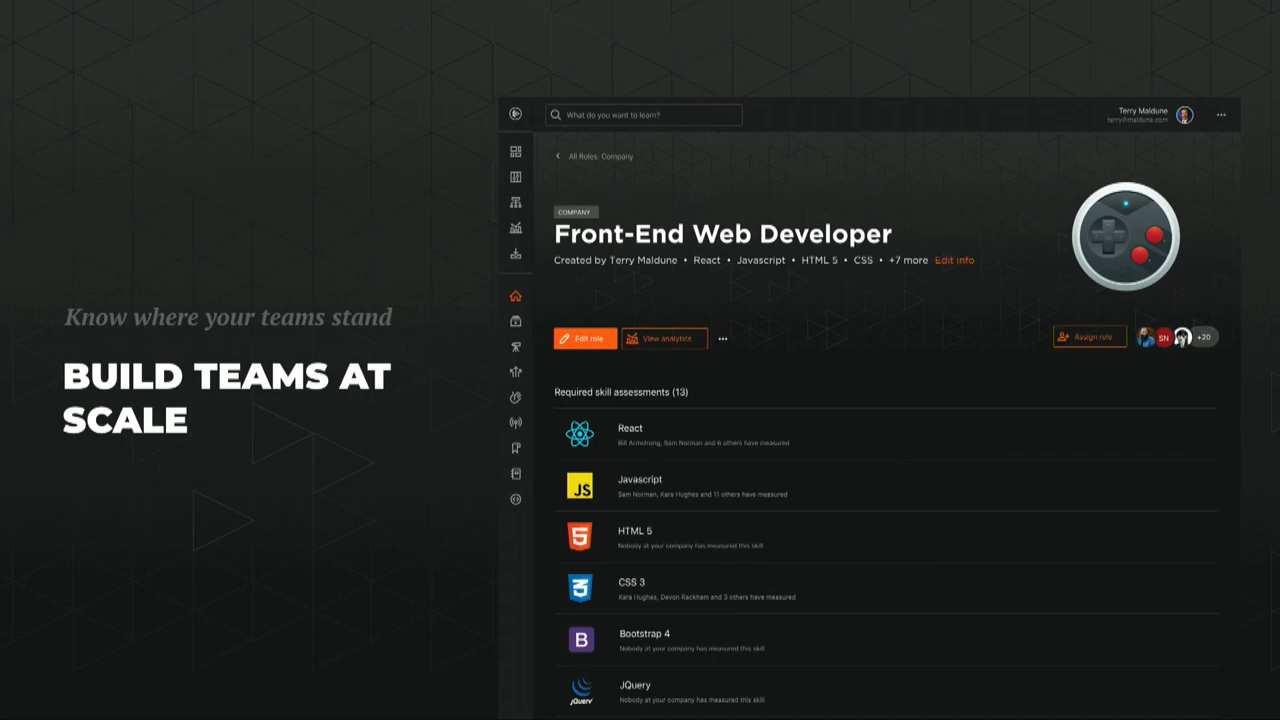 Know where your teams stand
BUILD TEAMS AT
SCALE
What do you want to learn?
Terry Maldune
terry@maldune.com
All Roles: Company
COMPANY
Front-End Web Developer
Created by Terry Maldune • React • Javascript • HTML 5 • CSS • +7 more Edit info
Edit role
View analytics
Assign role
SN
+20
Required skill assessments (13)
React
Bill Armstrong, Sam Norman and 6 others have measured
JS
Javascript
Sam Norman, Kara Hughes and 11 others have measured
5
HTML 5
Nobody at your company has measured this skill
3
CSS 3
Kara Hughes, Devon Rackham and 3 others have measured
B
Bootstrap 4
Nobody at your company has measured this skill
jQuery
JQuery
Nobody at your company has measured this skill